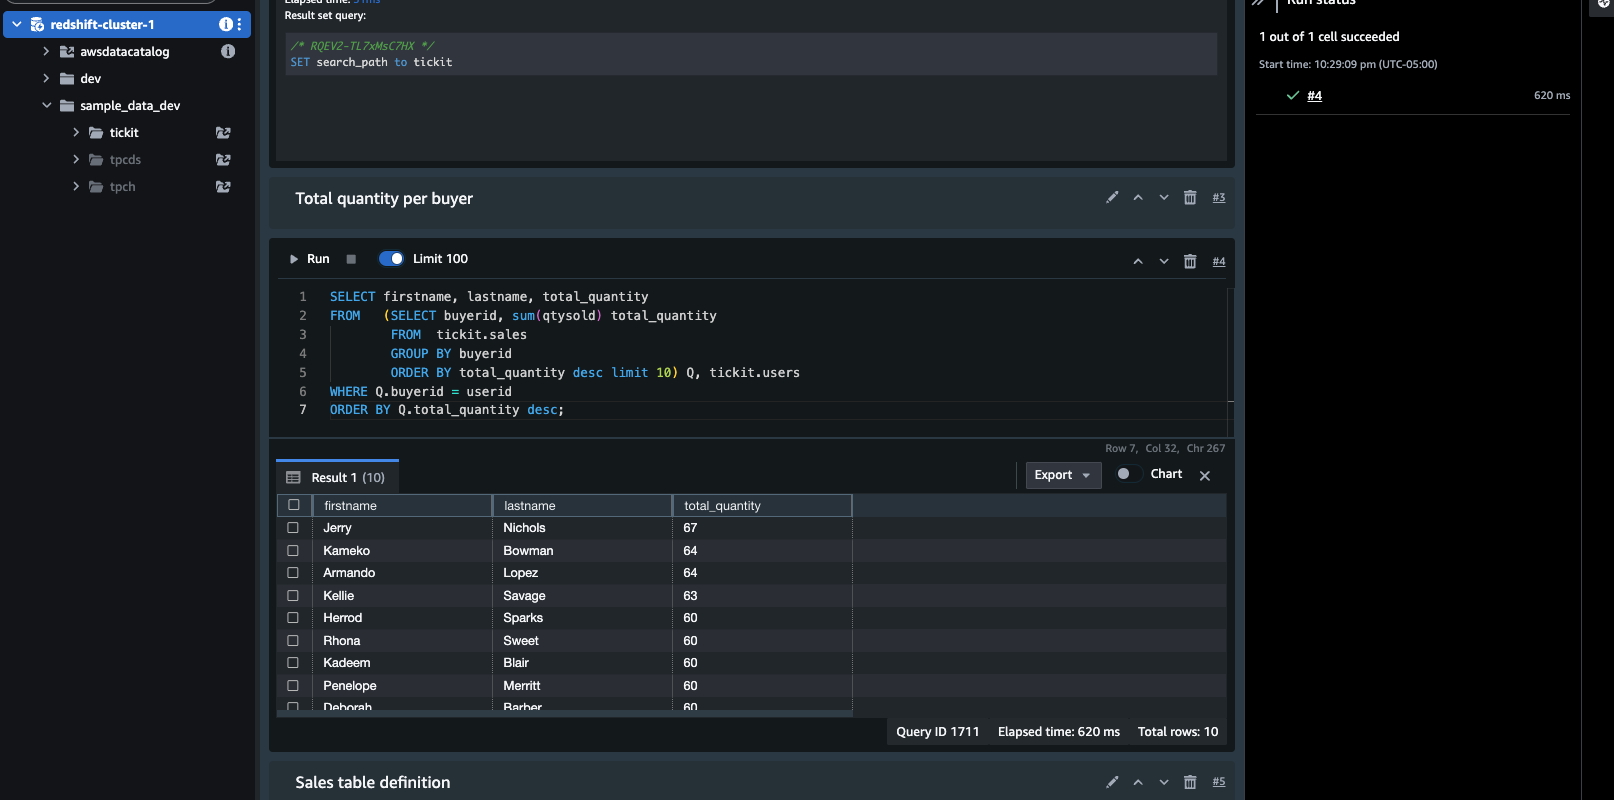 redshift-cluster-1
awsdatacatalog
dev
sample_data_dev
tickit
tpcds
tpch
Elapsed time: 3 ms
Result set query:
/* RQEV2-TL7xMsC7HX */
SET search_path to tickit
Total quantity per buyer
#3
Run
Limit 100
#4
1 SELECT firstname, lastname, total_quantity
2 FROM (SELECT buyerid, sum(qtysold) total_quantity
3 FROM tickit.sales
4 GROUP BY buyerid
5 ORDER BY total_quantity desc limit 10) Q, tickit.users
6 WHERE Q.buyerid = userid
7 ORDER BY Q.total_quantity desc;
Row 7, Col 32, Chr 267
Result 1 (10)
Export
Chart
firstname lastname total_quantity
Jerry Nichols 67
Kameko Bowman 64
Armando Lopez 64
Kellie Savage 63
Herrod Sparks 60
Rhona Sweet 60
Kadeem Blair 60
Penelope Merritt 60
Deborah Barber 60
Query ID 1711 Elapsed time: 620 ms Total rows: 10
Sales table definition
#5
Run status
1 out of 1 cell succeeded
Start time: 10:29:09 pm (UTC-05:00)
#4 620 ms